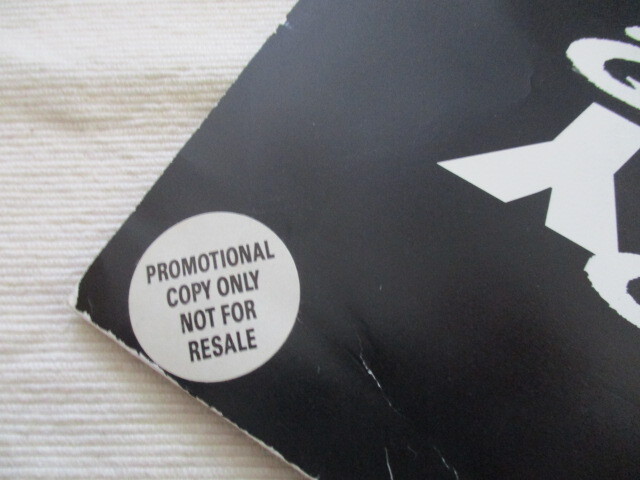 PROMOTIONAL
COPY ONLY
NOT FOR
RESALE